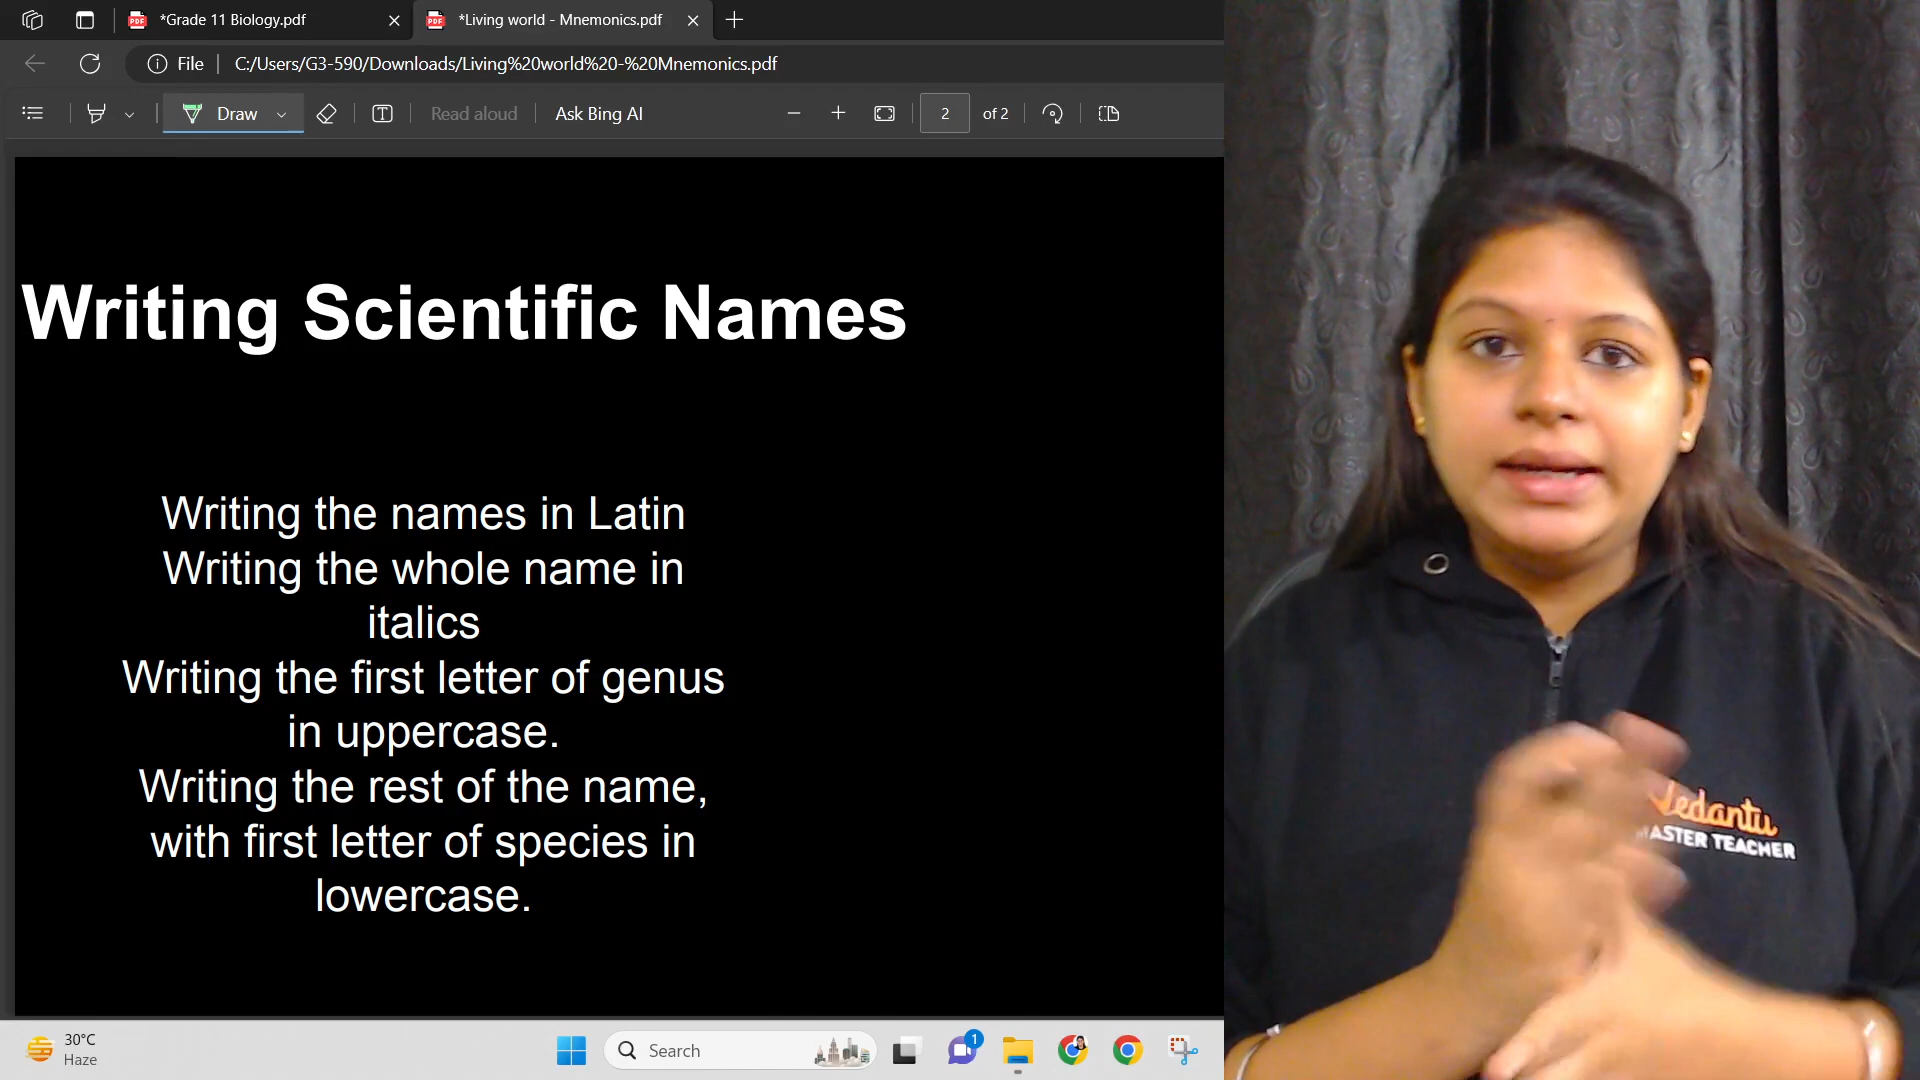 *Grade 11 Biology.pdf
*Living world - Mnemonics.pdf
File
C:/Users/G3-590/Downloads/Living%20world%20-%20Mnemonics.pdf
Draw
Read aloud
Ask Bing AI
2
of 2
Writing Scientific Names
Writing the names in Latin
Writing the whole name in
italics
Writing the first letter of genus
in uppercase.
Writing the rest of the name,
with first letter of species in
lowercase.
Vedantu
MASTER TEACHER
30°C
Haze
Search
1